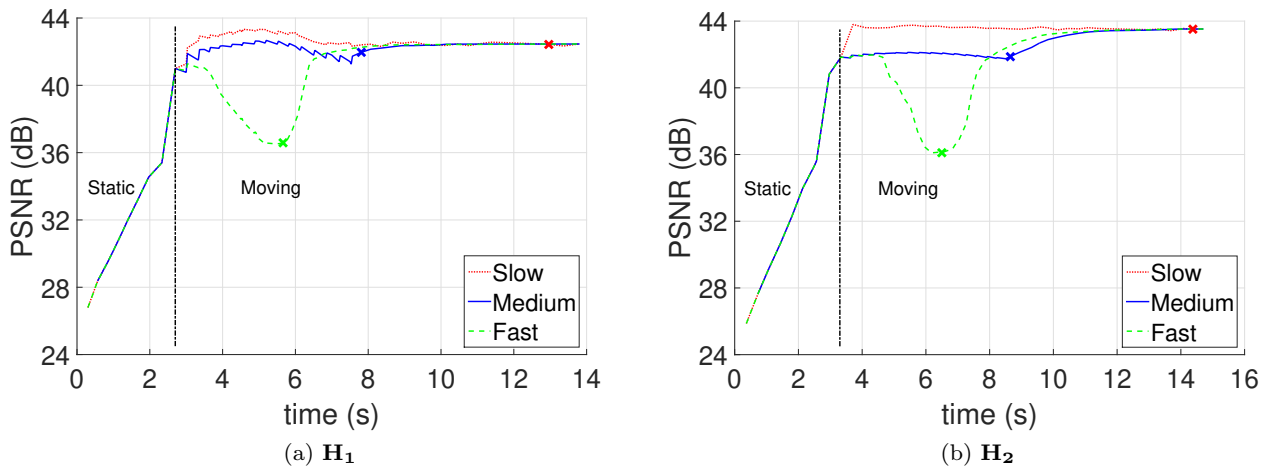 44
40
36
32
28
24
PSNR (dB)
Static
Moving
Slow
Medium
Fast
0 2 4 6 8 10 12 14
time (s)
(a) H1
44
40
36
32
28
24
PSNR (dB)
Static
Moving
Slow
Medium
Fast
0 2 4 6 8 10 12 14 16
time (s)
(b) H2